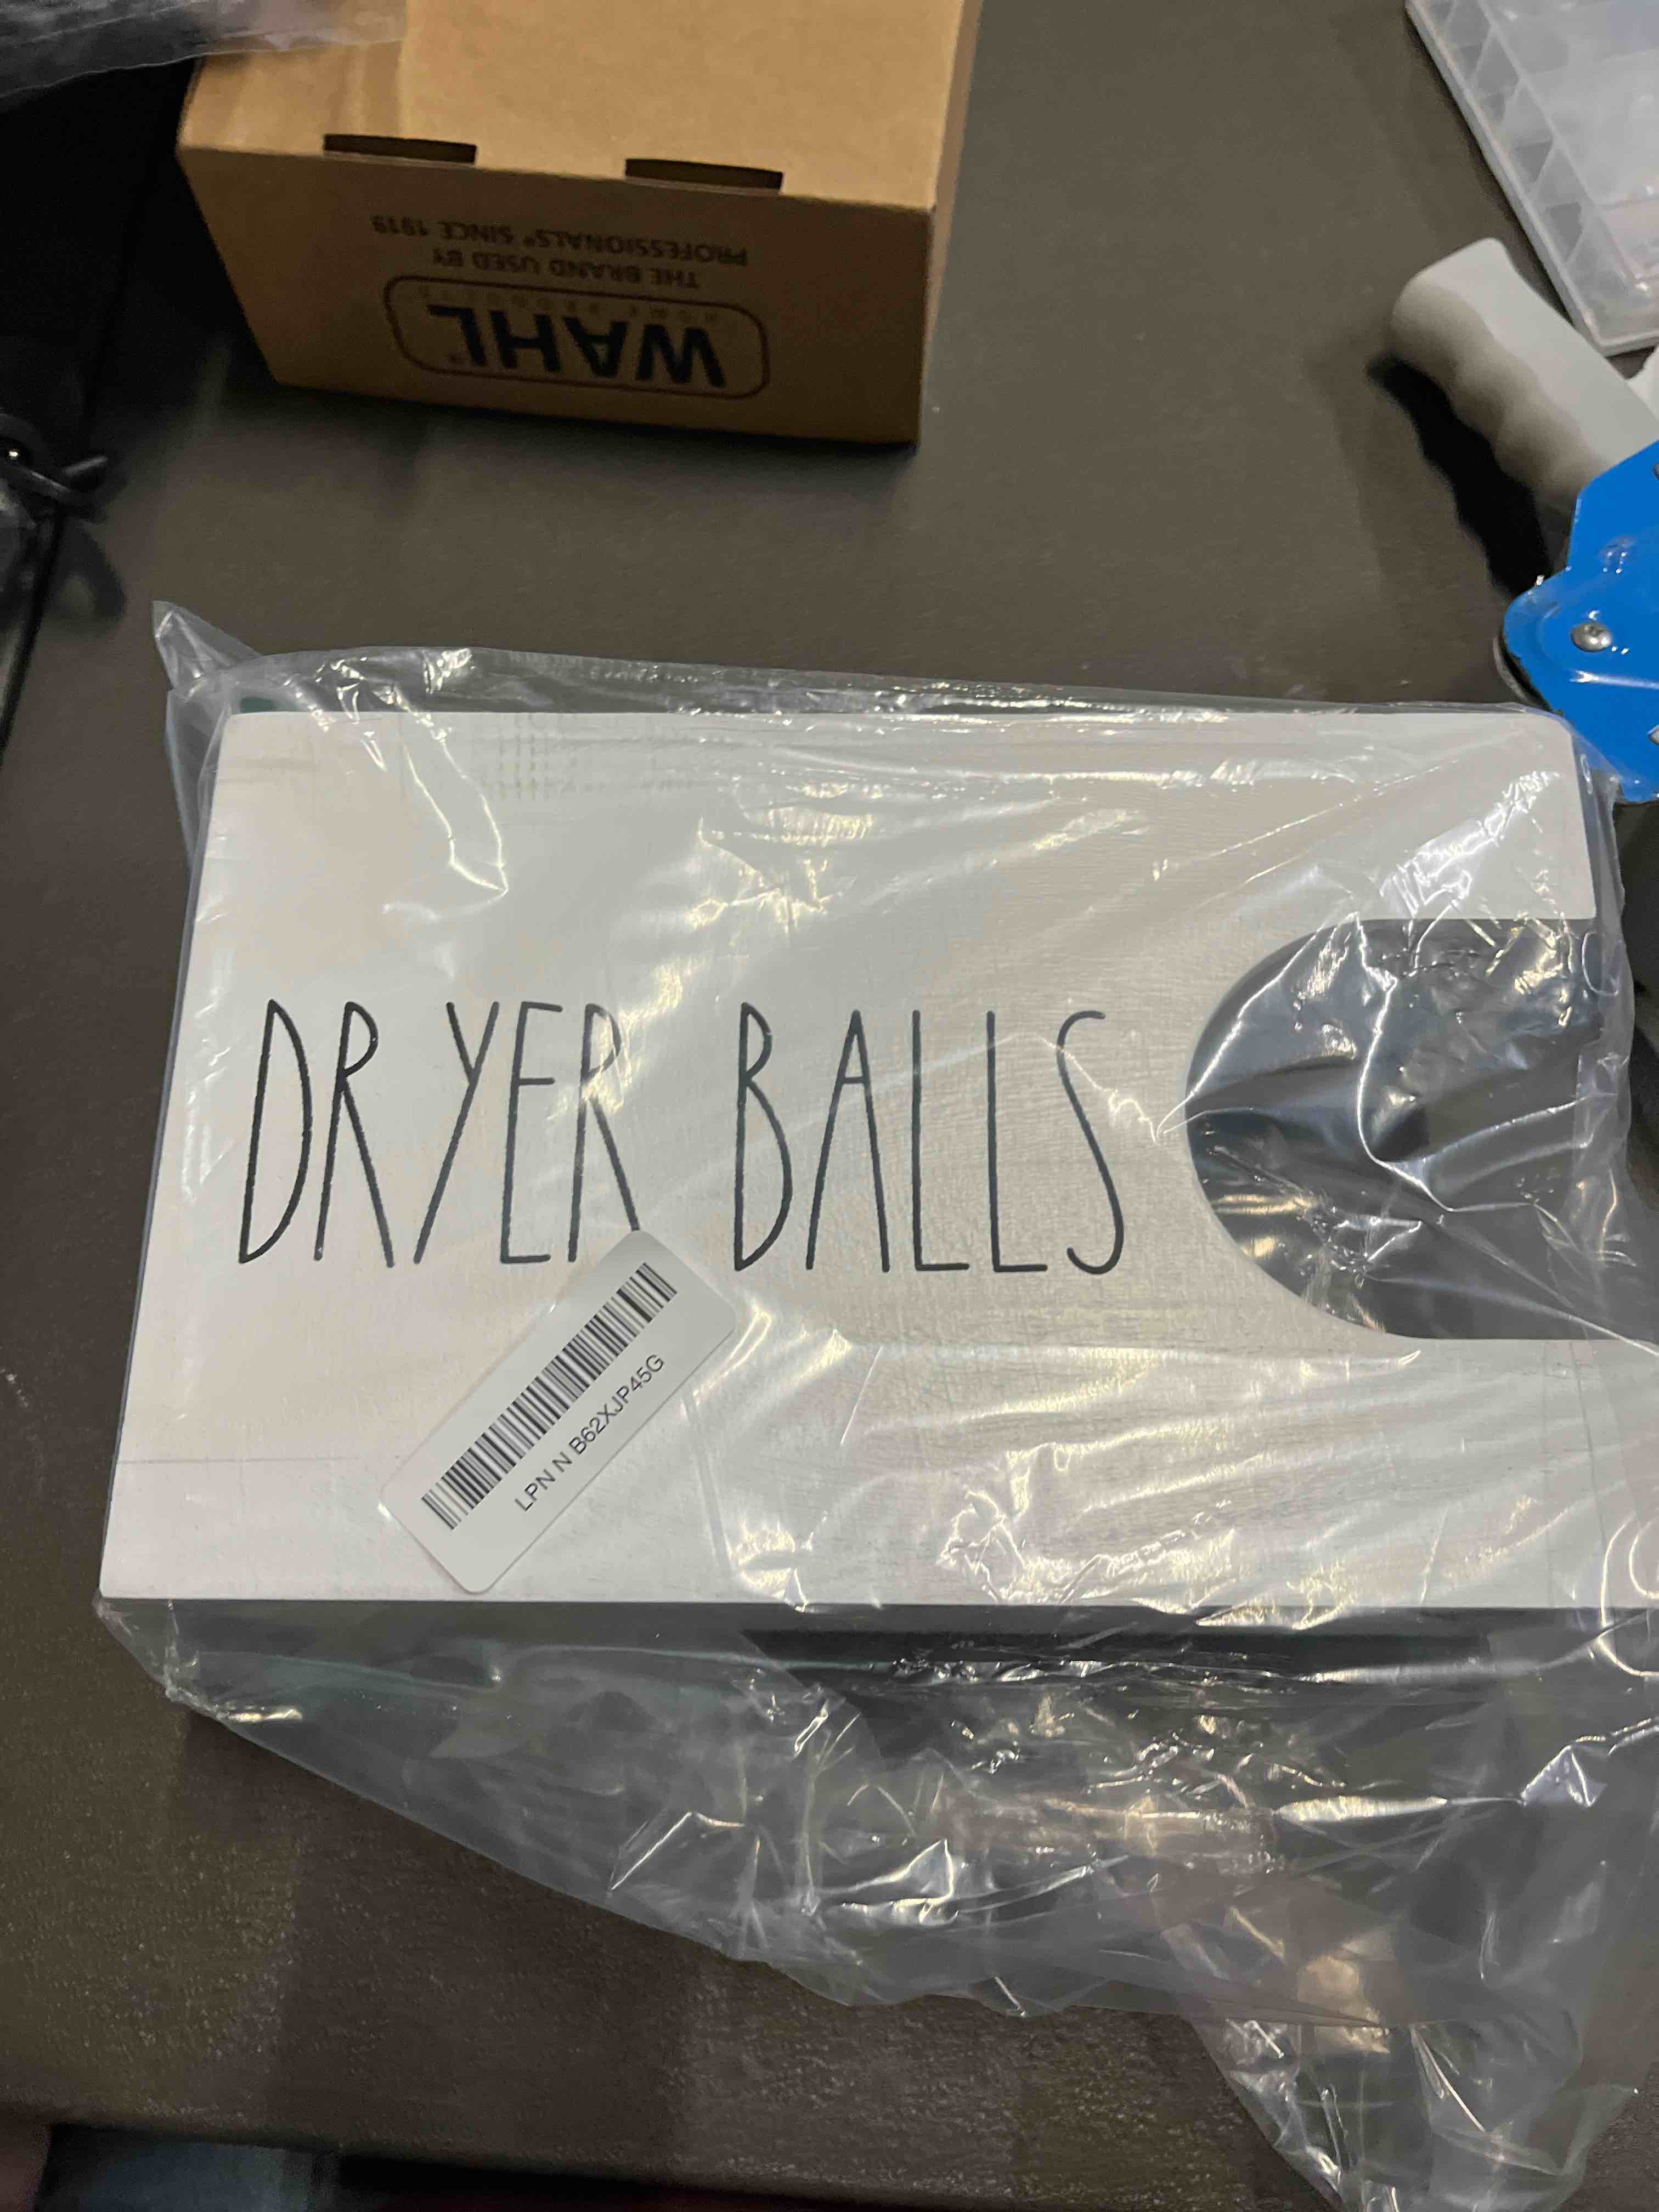 WAHL
THE BRAND USED BY
PROFESSIONALS® SINCE 1919
DRYER BALLS
LPN N B62XJP45G